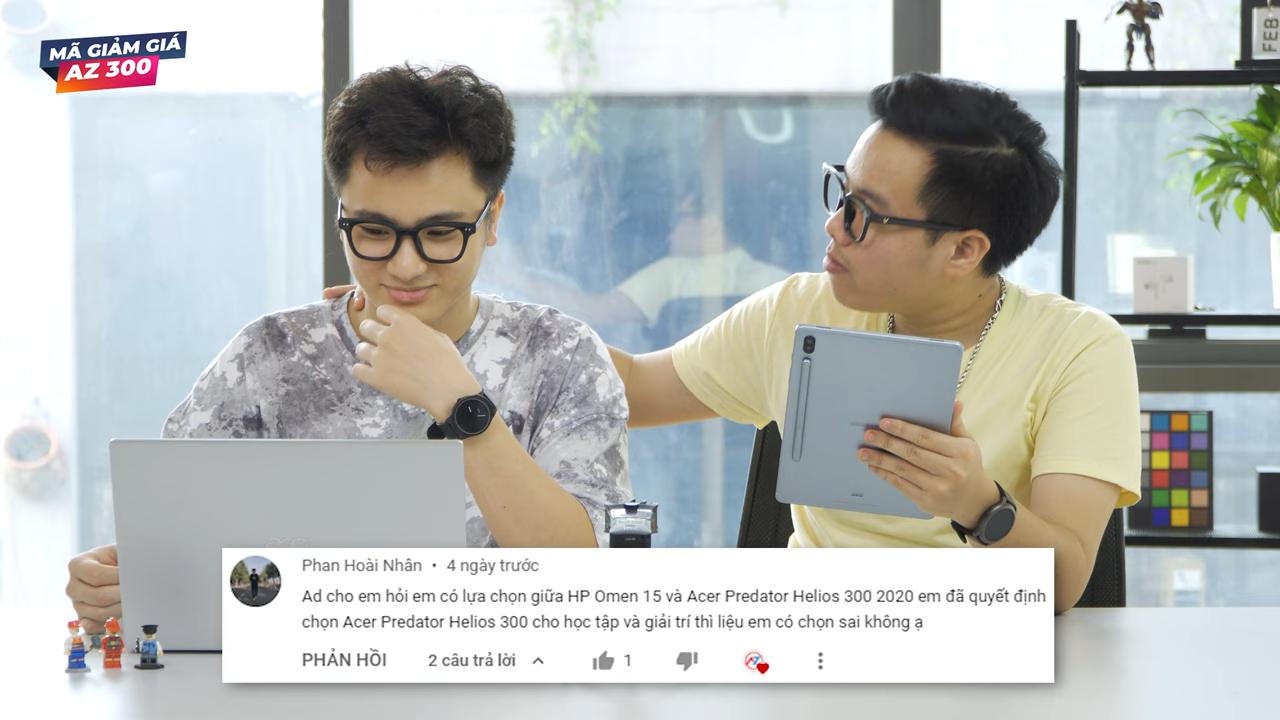 MÃ GIẢM GIÁ
AZ 300
FEB
Phan Hoài Nhân • 4 ngày trước
Ad cho em hỏi em có lựa chọn giữa HP Omen 15 và Acer Predator Helios 300 2020 em đã quyết định
chọn Acer Predator Helios 300 cho học tập và giải trí thì liệu em có chọn sai không ạ
PHẢN HỒI 2 câu trả lời 1